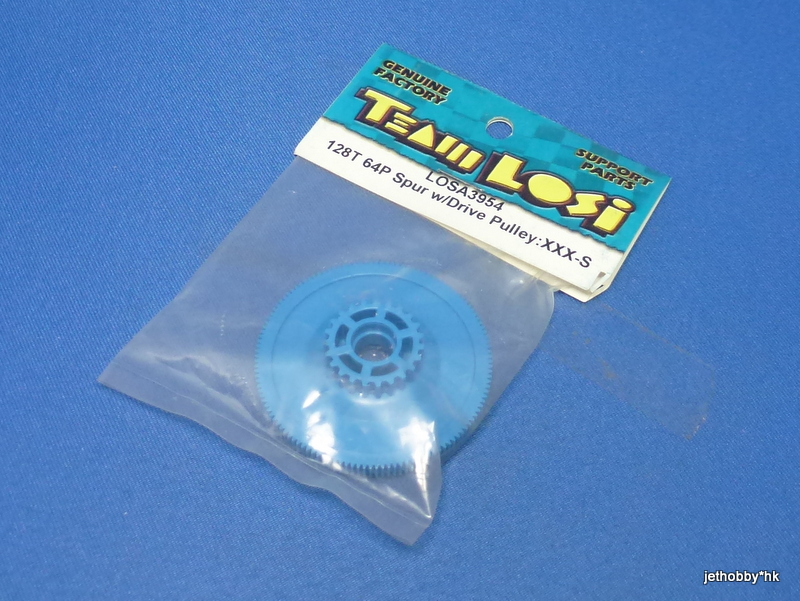 GENUINE
FACTORY
TEAM LOSI
SUPPORT
PARTS
LOSA3954
128T 64P Spur w/Drive Pulley:XXX-S
jethobby*hk